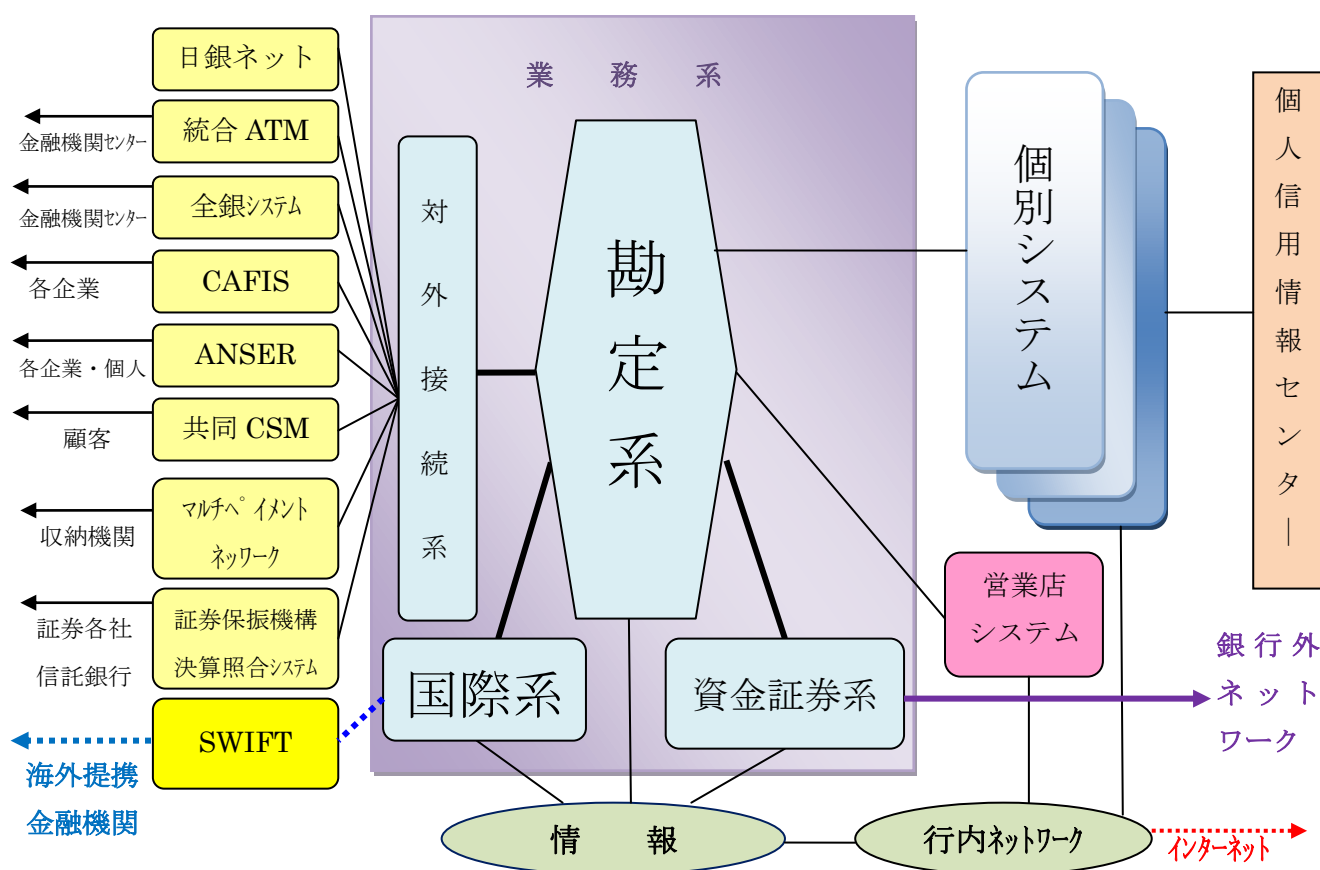 業務系
日銀ネット
統合 ATM
金融機関ｾﾝﾀｰ
全銀ｼｽﾃﾑ
金融機関ｾﾝﾀｰ
CAFIS
各企業
ANSER
各企業・個人
共同 CSM
顧客
ﾏﾙﾁﾍﾟｲﾒﾝﾄ
ﾈｯﾜｰｸ
収納機関
証券保振機構
決算照合ｼｽﾃﾑ
証券各社
信託銀行
SWIFT
海外提携
金融機関
対外接続系
勘定系
国際系
資金証券系
個別システム
個人信用情報センタ―
営業店
システム
銀行外
ネット
ワーク
情報
行内ﾈｯﾄﾜｰｸ
ｲﾝﾀｰﾈｯﾄ